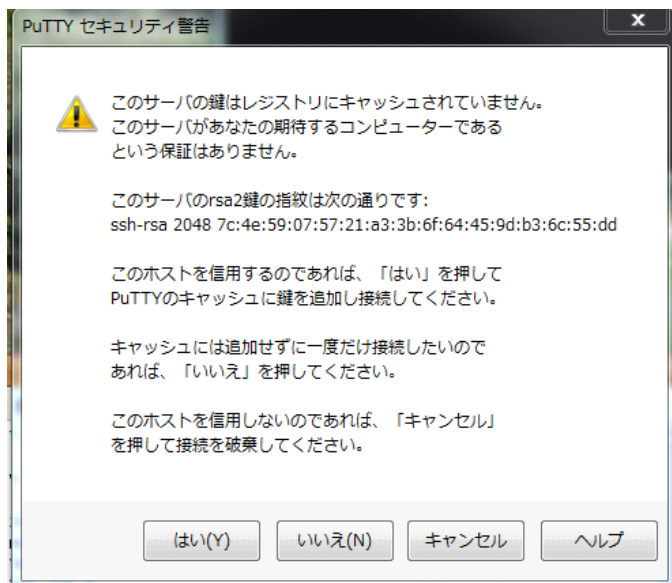 PuTTY セキュリティ警告
このサーバの鍵はレジストリにキャッシュされていません。
このサーバがあなたの期待するコンピューターである
という保証はありません。
このサーバのrsa2鍵の指紋は次の通りです:
ssh-rsa 2048 7c:4e:59:07:57:21:a3:3b:6f:64:45:9d:b3:6c:55:dd
このホストを信用するのであれば、「はい」を押して
PuTTYのキャッシュに鍵を追加し接続してください。
キャッシュには追加せずに一度だけ接続したいので
あれば、「いいえ」を押してください。
このホストを信用しないのであれば、「キャンセル」
を押して接続を破棄してください。
はい(Y) いいえ(N) キャンセル ヘルプ